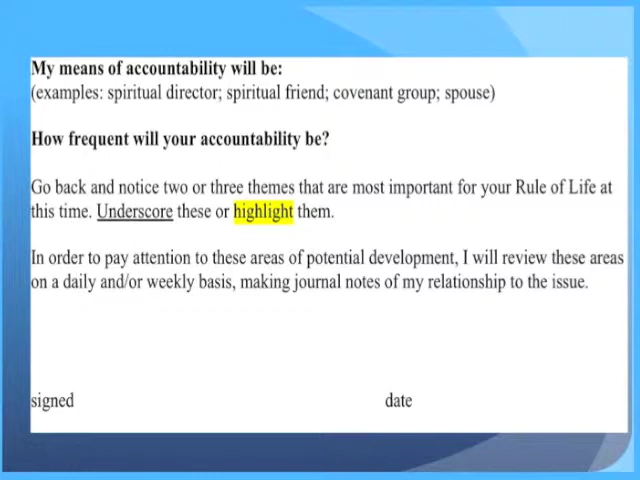 My means of accountability will be:
(examples: spiritual director; spiritual friend; covenant group; spouse)
How frequent will your accountability be?
Go back and notice two or three themes that are most important for your Rule of Life at
this time. Underscore these or highlight them.
In order to pay attention to these areas of potential development, I will review these areas
on a daily and/or weekly basis, making journal notes of my relationship to the issue.
signed date